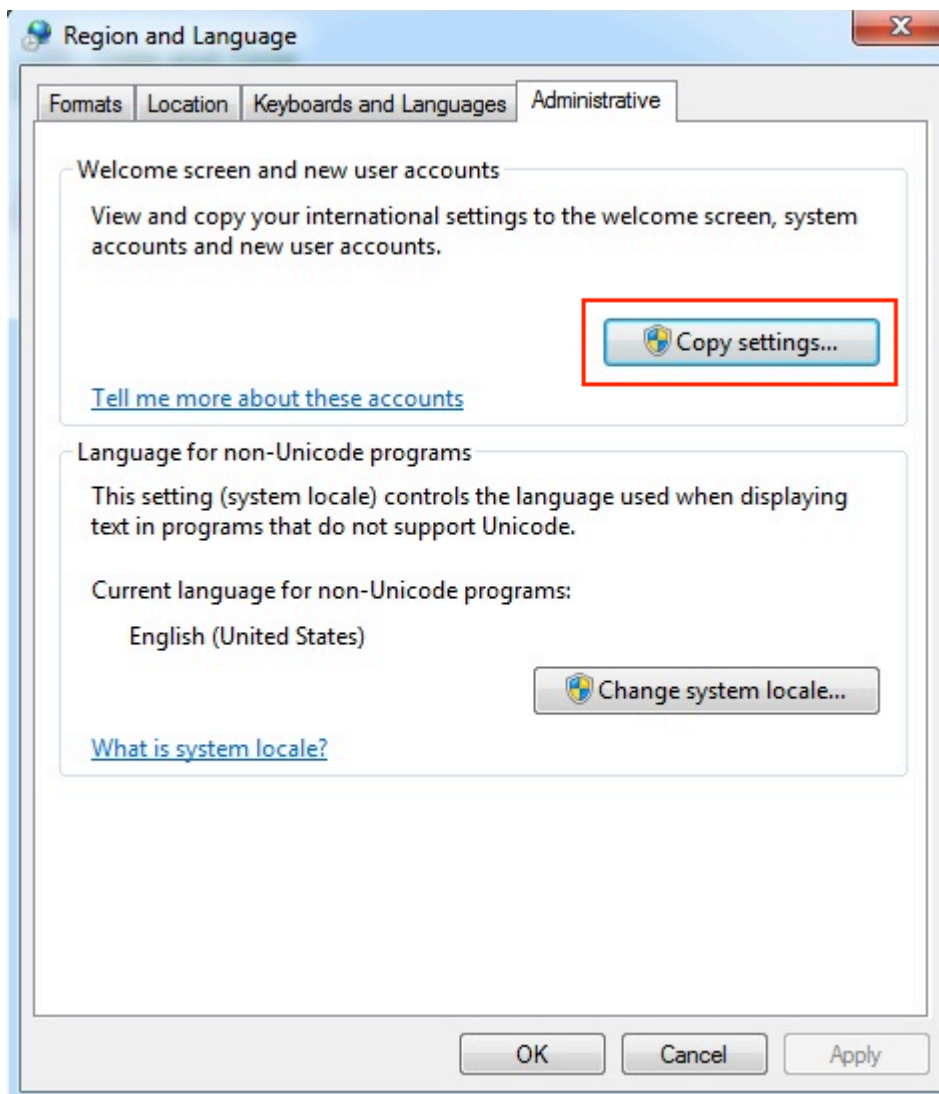 Region and Language
Formats Location Keyboards and Languages Administrative
Welcome screen and new user accounts
View and copy your international settings to the welcome screen, system
accounts and new user accounts.
Copy settings...
Tell me more about these accounts
Language for non-Unicode programs
This setting (system locale) controls the language used when displaying
text in programs that do not support Unicode.
Current language for non-Unicode programs:
English (United States)
Change system locale...
What is system locale?
OK Cancel Apply